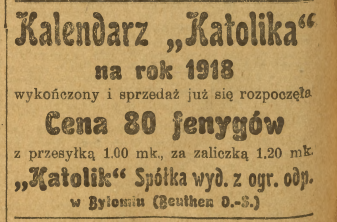 Kalendarz „Katolika“
na rok 1918
wykończony i sprzedaż już się rozpoczęła
Cena 80 fenygów
z przesyłką 1.00 mk., za zaliczką 1.20 mk.
„Katolik“ Spółka wyd. z ogr. odp.
w Bytomiu (Beuthen O.-S.)